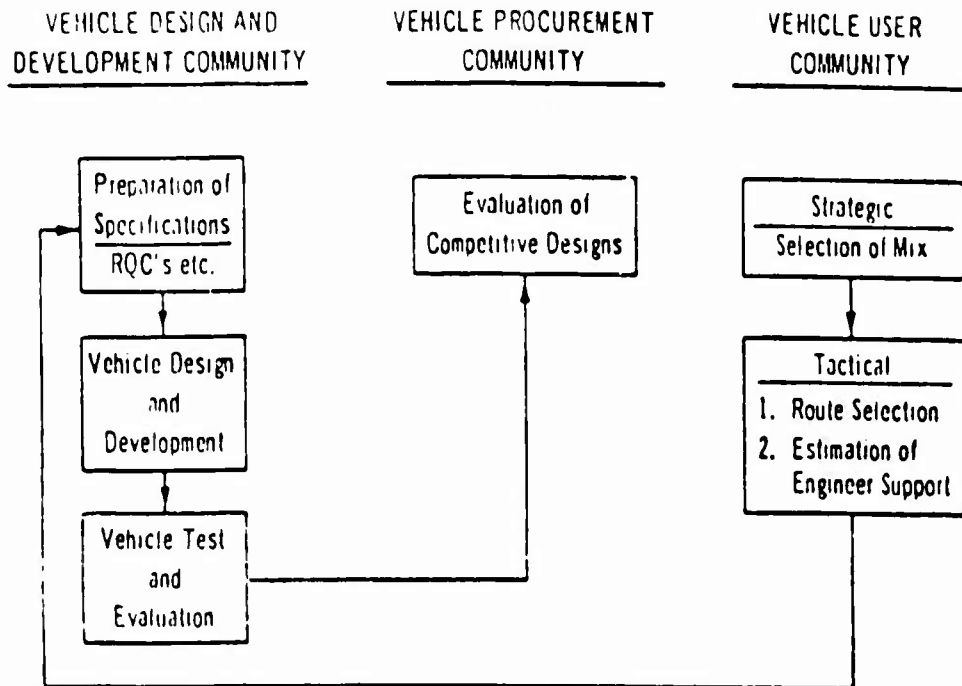 VEHICLE DESIGN AND
DEVELOPMENT COMMUNITY
VEHICLE PROCUREMENT
COMMUNITY
VEHICLE USER
COMMUNITY
Preparation of
Specifications
RQC's etc.
Vehicle Design
and
Development
Vehicle Test
and
Evaluation
Evaluation of
Competitive Designs
Strategic
Selection of Mix
Tactical
1. Route Selection
2. Estimation of
Engineer Support